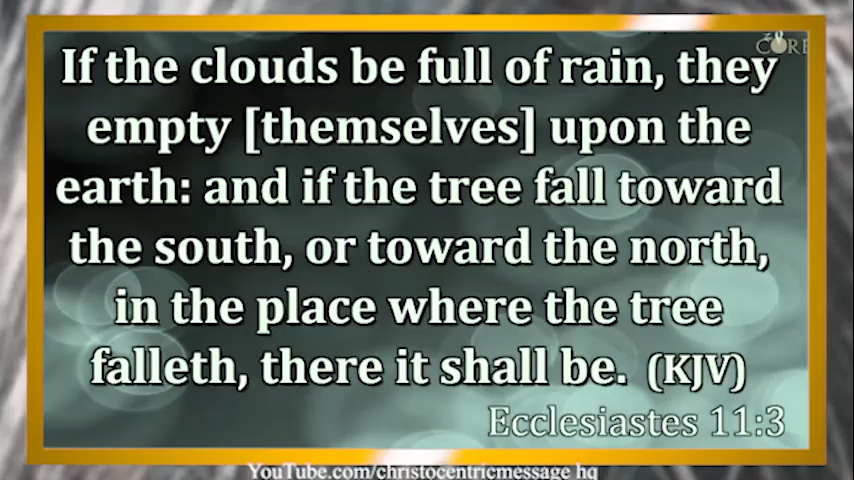 CORE
If the clouds be full of rain, they
empty [themselves] upon the
earth: and if the tree fall toward
the south, or toward the north,
in the place where the tree
falleth, there it shall be. (KJV)
Ecclesiastes 11:3
YouTube.com/christocentricmessage hq